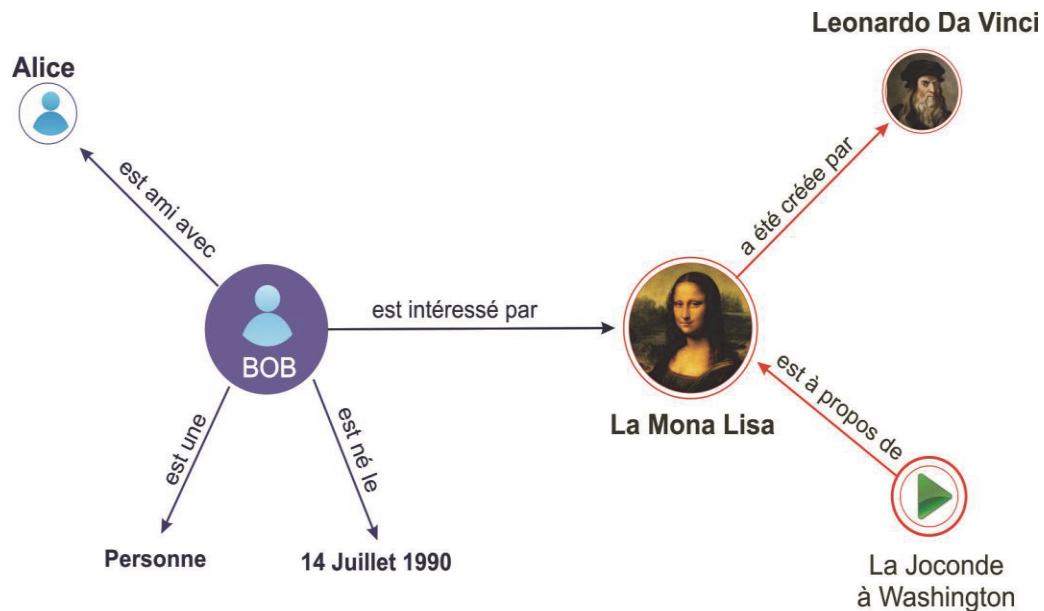 Leonardo Da Vinci
Alice
est ami avec
a été créée par
est intéressé par
BOB
La Mona Lisa
est à propos de
est une
est né le
Personne
14 Juillet 1990
La Joconde
à Washington